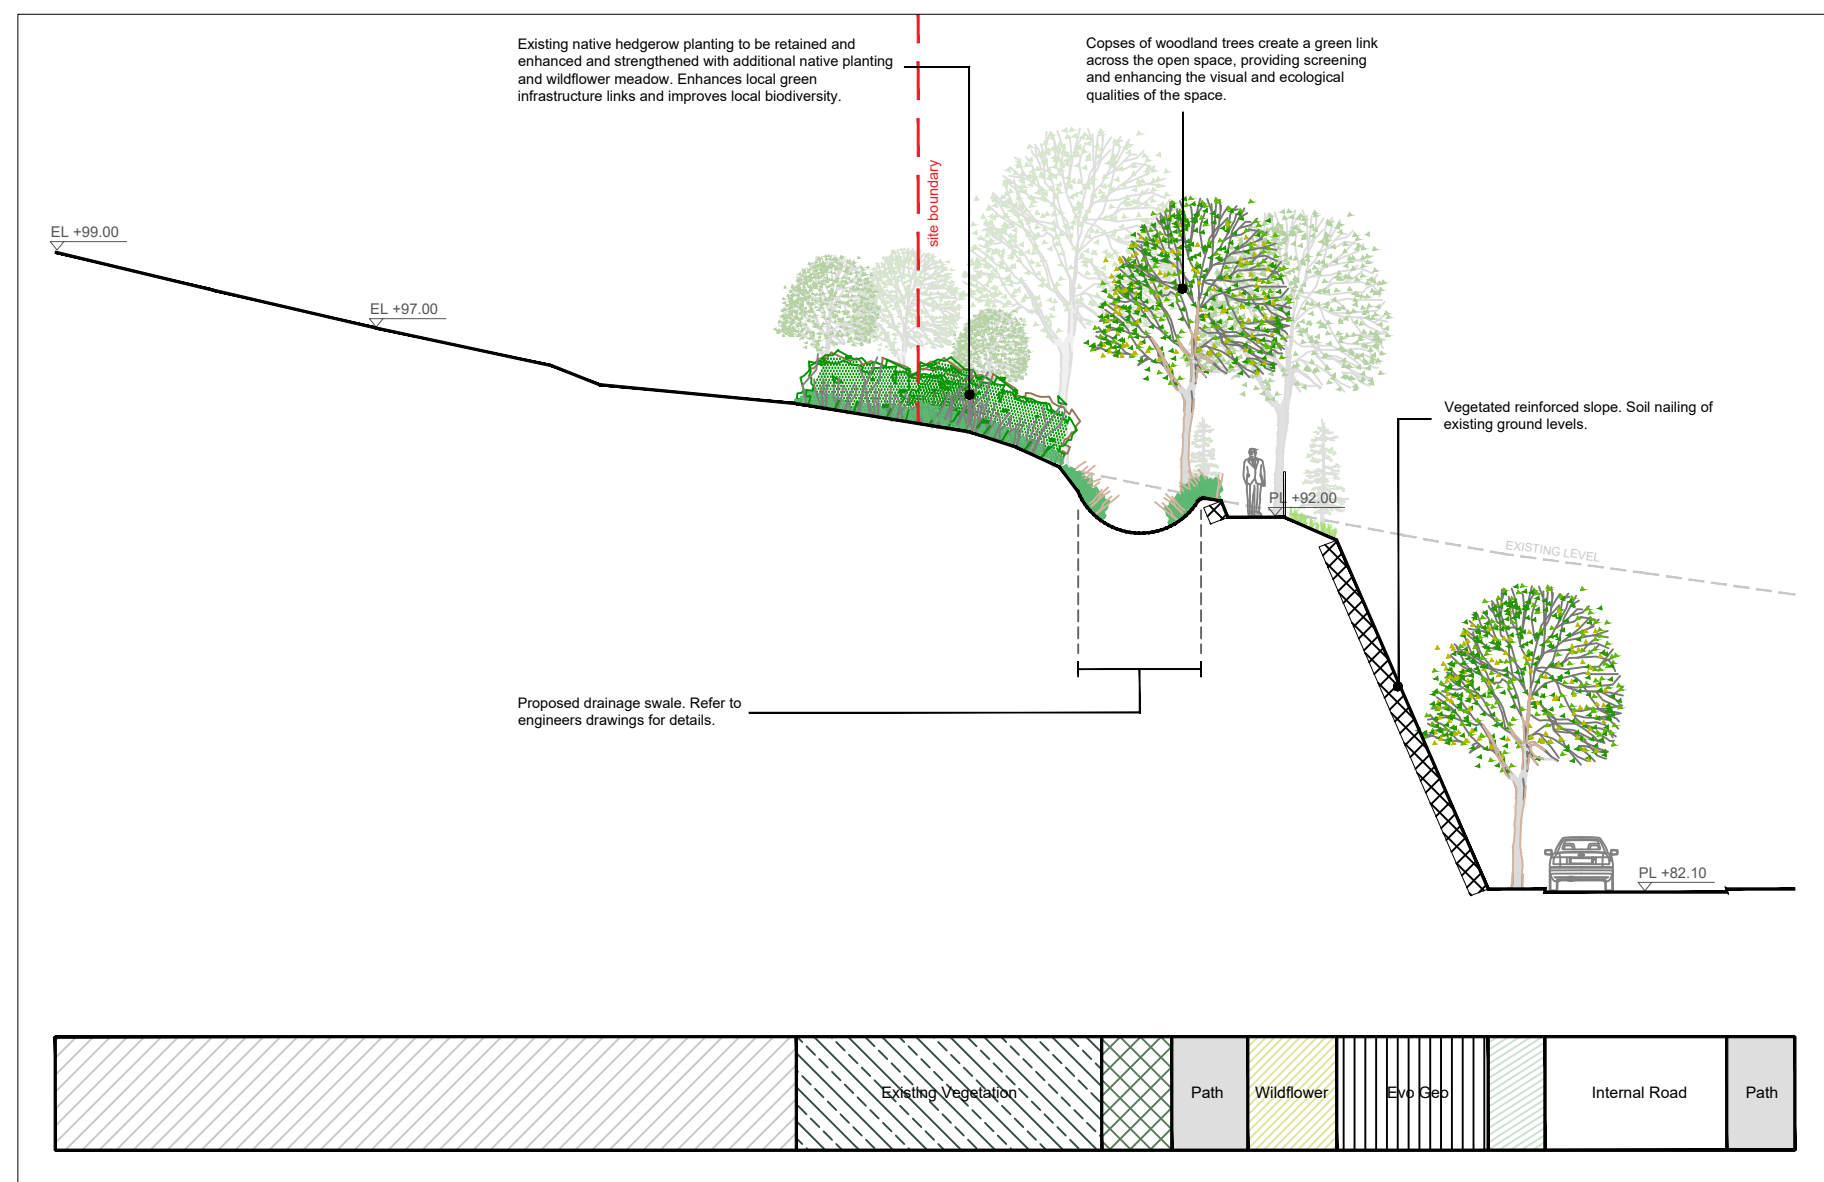 Existing native hedgerow planting to be retained and
enhanced and strengthened with additional native planting
and wildflower meadow. Enhances local green
infrastructure links and improves local biodiversity.
Copses of woodland trees create a green link
across the open space, providing screening
and enhancing the visual and ecological
qualities of the space.
site boundary
EL +99.00
EL +97.00
Vegetated reinforced slope. Soil nailing of
existing ground levels.
PL +92.00
EXISTING LEVEL
Proposed drainage swale. Refer to
engineers drawings for details.
PL +82.10
Existing Vegetation
Path
Wildflower
Evo Geo
Internal Road
Path